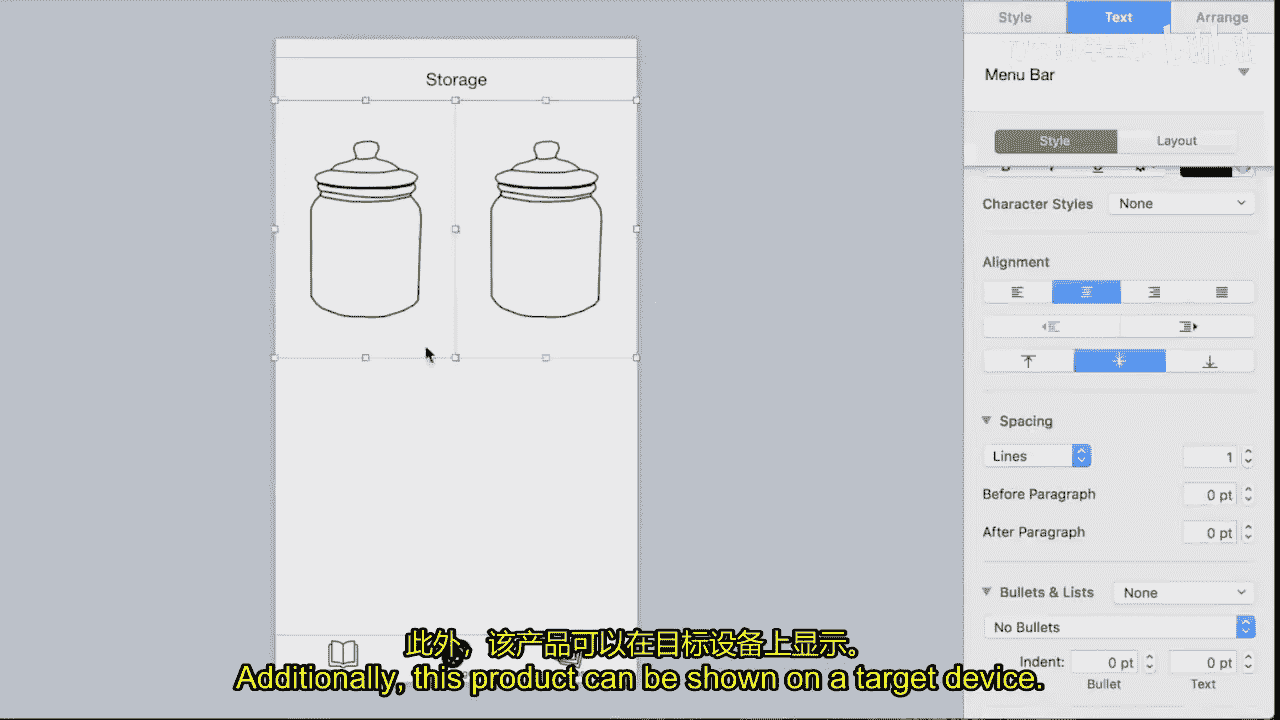 Style Text Arrange
Menu Bar
Storage
Style Layout
Character Styles None
Alignment
Spacing
Lines 1
Before Paragraph 0 pt
After Paragraph 0 pt
Bullets & Lists None
No Bullets
Indent: 0 pt 0 pt
Bullet Text
此外，该产品可以在目标设备上显示。
Additionally, this product can be shown on a target device.